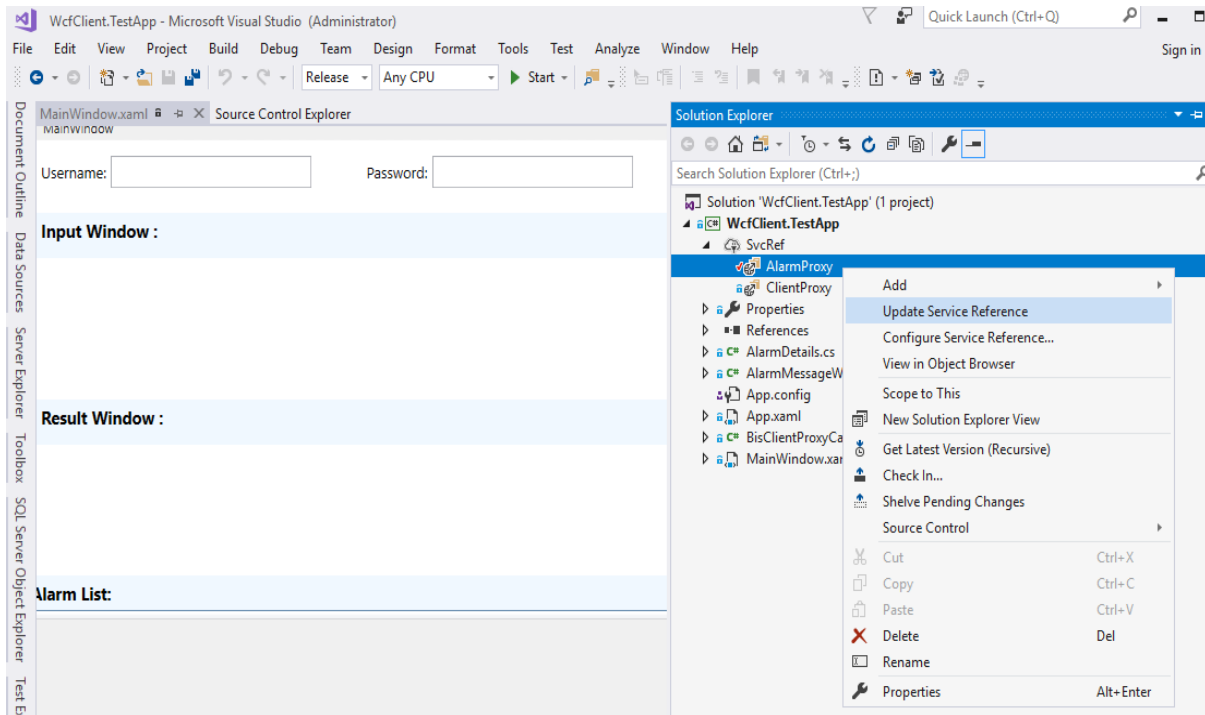 WcfClient.TestApp - Microsoft Visual Studio (Administrator)
Quick Launch (Ctrl+Q)
File Edit View Project Build Debug Team Design Format Tools Test Analyze Window Help
Sign in
Release Any CPU Start
Document Outline
Data Sources
Server Explorer
Toolbox
SQL Server Object Explorer
Test Ex
MainWindow.xaml Source Control Explorer
MainWindow
Username: Password:
Input Window :
Result Window :
Alarm List:
Solution Explorer
Search Solution Explorer (Ctrl+;)
Solution 'WcfClient.TestApp' (1 project)
C# WcfClient.TestApp
SvcRef
AlarmProxy
ClientProxy
Properties
References
C# AlarmDetails.cs
C# AlarmMessageW
App.config
App.xaml
C# BisClientProxyCa
MainWindow.xar
Add
Update Service Reference
Configure Service Reference...
View in Object Browser
Scope to This
New Solution Explorer View
Get Latest Version (Recursive)
Check In...
Shelve Pending Changes
Source Control
Cut Ctrl+X
Copy Ctrl+C
Paste Ctrl+V
Delete Del
Rename
Properties Alt+Enter